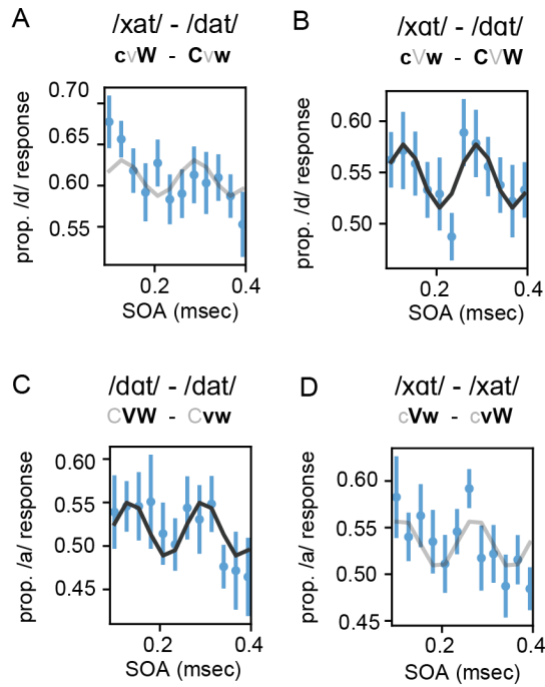 A
/xat/ - /dat/
cvW - Cvw
prop. /d/ response
0.70
0.65
0.60
0.55
0.2
0.4
SOA (msec)
B
/xɑt/ - /dɑt/
cVw - CVW
prop. /d/ response
0.60
0.55
0.50
0.2
0.4
SOA (msec)
C
/dɑt/ - /dat/
CVW - Cvw
prop. /a/ response
0.60
0.55
0.50
0.45
0.2
0.4
SOA (msec)
D
/xɑt/ - /xat/
cVw - cvW
prop. /a/ response
0.60
0.55
0.50
0.45
0.2
0.4
SOA (msec)